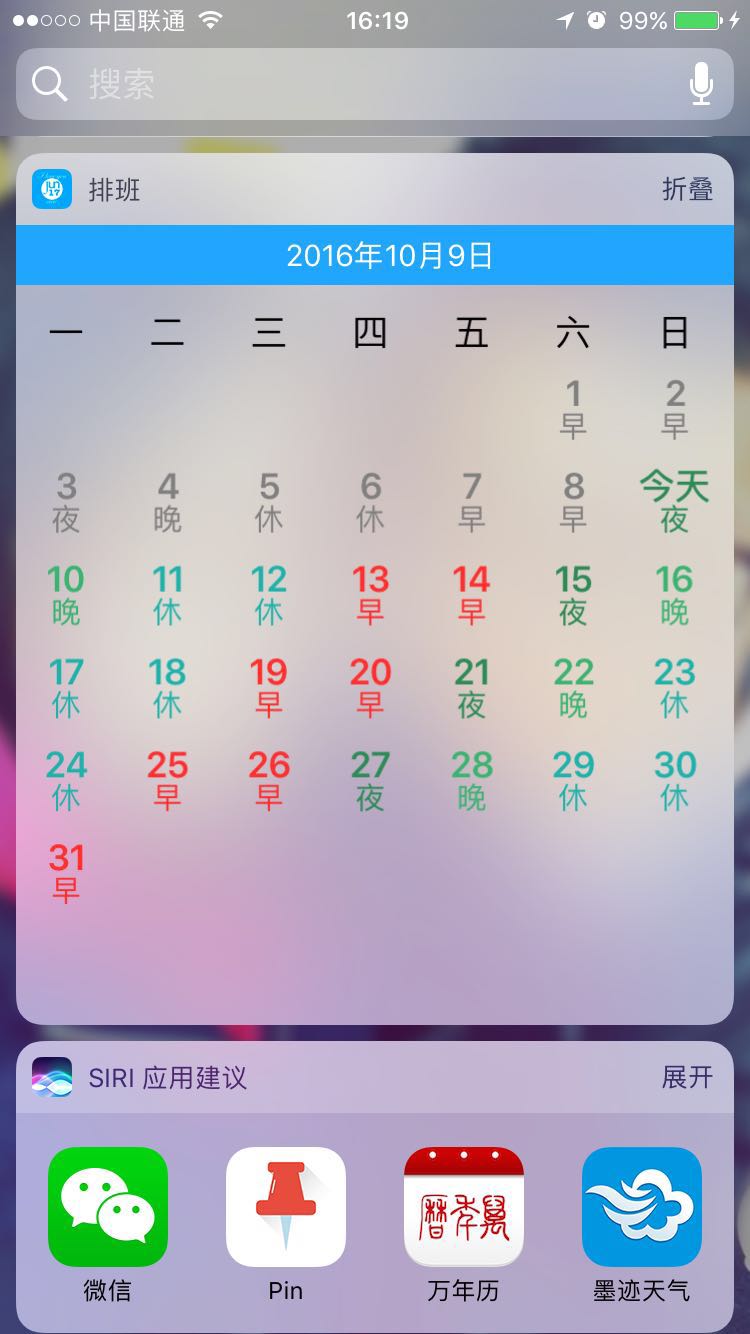 中国联通 16:19 99%
搜索
排班 折叠
2016年10月9日
一 二 三 四 五 六 日
1 2
早 早
3 4 5 6 7 8 今天
夜 晚 休 休 早 早 夜
10 11 12 13 14 15 16
晚 休 休 早 早 夜 晚
17 18 19 20 21 22 23
休 休 早 早 夜 晚 休
24 25 26 27 28 29 30
休 早 早 夜 晚 休 休
31
早
SIRI 应用建议 展开
微信 Pin 万年历 墨迹天气